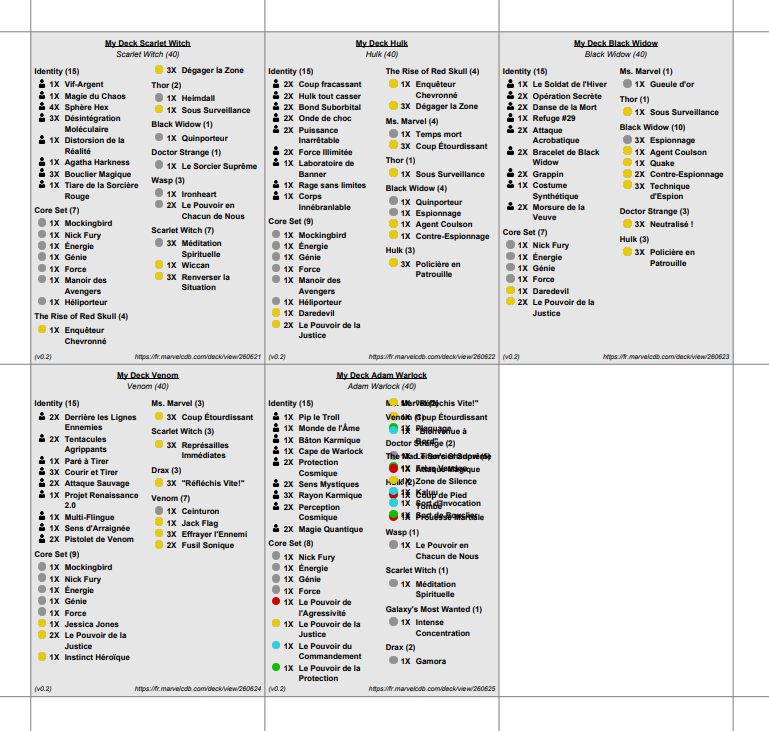 My Deck Scarlet Witch
Scarlet Witch (40)
Identity (15)
1X Vif-Argent
1X Magie du Chaos
4X Sphère Hex
3X Désintégration
Moléculaire
1X Distorsion de la
Réalité
1X Agatha Harkness
3X Bouclier Magique
1X Tiare de la Sorcière
Rouge
Core Set (7)
1X Mockingbird
1X Nick Fury
1X Énergie
1X Génie
1X Force
1X Manoir des
Avengers
1X Héliporteur
The Rise of Red Skull (4)
1X Enquêteur
Chevronné
3X Dégager la Zone
Thor (2)
1X Heimdall
1X Sous Surveillance
Black Widow (1)
1X Quinporteur
Doctor Strange (1)
1X Le Sorcier Suprême
Wasp (3)
1X Ironheart
2X Le Pouvoir en
Chacun de Nous
Scarlet Witch (7)
3X Méditation
Spirituelle
1X Wiccan
3X Renverser la
Situation
(v0.2)
https://fr.marvelcdb.com/deck/view/260621
My Deck Hulk
Hulk (40)
Identity (15)
2X Coup fracassant
2X Hulk tout casser
2X Bond Suborbital
2X Onde de choc
2X Puissance
Inarrêtable
2X Force Illimitée
1X Laboratoire de
Banner
1X Rage sans limites
1X Corps
Innébranlable
Core Set (9)
1X Mockingbird
1X Énergie
1X Génie
1X Force
1X Manoir des
Avengers
1X Héliporteur
1X Daredevil
2X Le Pouvoir de la
Justice
The Rise of Red Skull (4)
1X Enquêteur
Chevronné
3X Dégager la Zone
Ms. Marvel (4)
1X Temps mort
3X Coup Étourdissant
Thor (1)
1X Sous Surveillance
Black Widow (4)
1X Quinporteur
1X Espionnage
1X Agent Coulson
1X Contre-Espionnage
Hulk (3)
3X Policière en
Patrouille
(v0.2)
https://fr.marvelcdb.com/deck/view/260622
My Deck Black Widow
Black Widow (40)
Identity (15)
1X Le Soldat de l'Hiver
2X Opération Secrète
2X Danse de la Mort
1X Refuge #29
2X Attaque
Acrobatique
2X Bracelet de Black
Widow
2X Grappin
1X Costume
Synthétique
2X Morsure de la
Veuve
Core Set (7)
1X Nick Fury
1X Énergie
1X Génie
1X Force
1X Daredevil
2X Le Pouvoir de la
Justice
Ms. Marvel (1)
1X Gueule d'or
Thor (1)
1X Sous Surveillance
Black Widow (10)
3X Espionnage
1X Agent Coulson
1X Quake
2X Contre-Espionnage
3X Technique
d'Espion
Doctor Strange (3)
3X Neutralisé !
Hulk (3)
3X Policière en
Patrouille
(v0.2)
https://fr.marvelcdb.com/deck/view/260623
My Deck Venom
Venom (40)
Identity (15)
2X Derrière les Lignes
Ennemies
2X Tentacules
Agrippants
1X Paré à Tirer
3X Courir et Tirer
2X Attaque Sauvage
1X Projet Renaissance
2.0
1X Multi-Flingue
1X Sens d'Arraignée
2X Pistolet de Venom
Core Set (9)
1X Mockingbird
1X Nick Fury
1X Énergie
1X Génie
1X Force
1X Jessica Jones
2X Le Pouvoir de la
Justice
1X Instinct Héroïque
Ms. Marvel (3)
3X Coup Étourdissant
Scarlet Witch (3)
3X Représailles
Immédiates
Drax (3)
3X "Réfléchis Vite!"
Venom (7)
1X Ceinturon
1X Jack Flag
3X Effrayer l'Ennemi
2X Fusil Sonique
(v0.2)
https://fr.marvelcdb.com/deck/view/260624
My Deck Adam Warlock
Adam Warlock (40)
Identity (15)
1X Pip le Troll
1X Monde de l'Âme
1X Bâton Karmique
1X Cape de Warlock
2X Protection
Cosmique
2X Sens Mystiques
3X Rayon Karmique
2X Perception
Cosmique
2X Magie Quantique
Core Set (8)
1X Nick Fury
1X Énergie
1X Génie
1X Force
1X Le Pouvoir de
l'Agressivité
1X Le Pouvoir de la
Justice
1X Le Pouvoir du
Commandement
1X Le Pouvoir de la
Protection
1X Coup Étourdissant
Doctor Strange (2)
1X Zone de Silence
Wasp (1)
1X Le Pouvoir en
Chacun de Nous
Scarlet Witch (1)
1X Méditation
Spirituelle
Galaxy's Most Wanted (1)
1X Intense
Concentration
Drax (2)
1X Gamora
(v0.2)
https://fr.marvelcdb.com/deck/view/260625